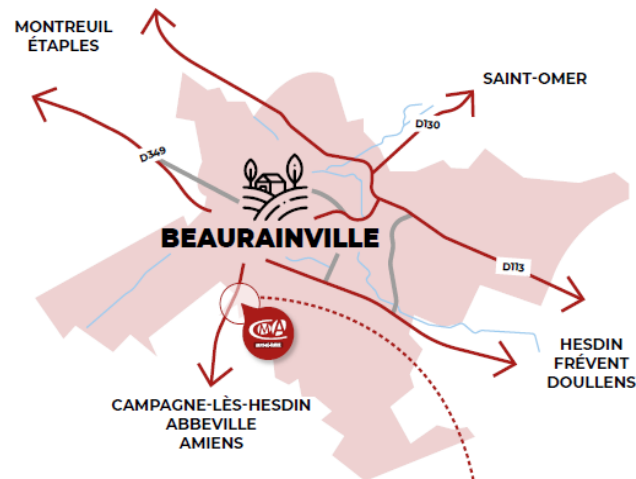 MONTREUIL
ÉTAPLES
SAINT-OMER
D130
D349
BEAURAINVILLE
D113
CMA
HESDIN
FRÉVENT
DOULLENS
CAMPAGNE-LÈS-HESDIN
ABBEVILLE
AMIENS